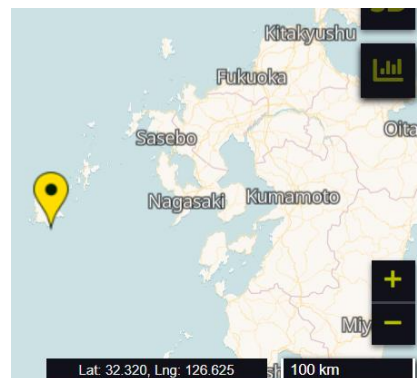 Kitakyushu
Fukuoka
Oita
Sasebo
Nagasaki
Kumamoto
+
−
Miy
Lat: 32.320, Lng: 126.625
100 km